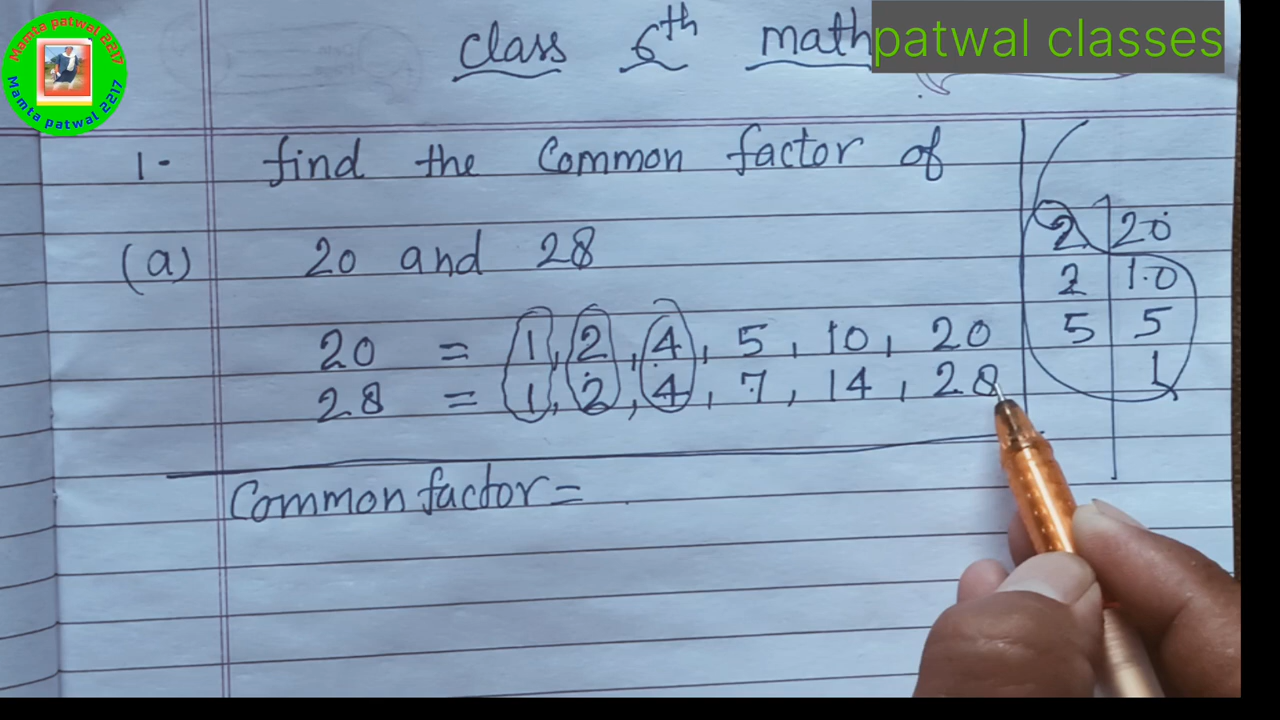 Mamta patwal 2217
Mamta patwal 2217
class 6th math
patwal classes
1. find the Common factor of
(a) 20 and 28
20 = 1, 2, 4, 5, 10, 20
28 = 1, 2, 4, 7, 14, 28
Common factor =
2 20
2 10
5 5
1